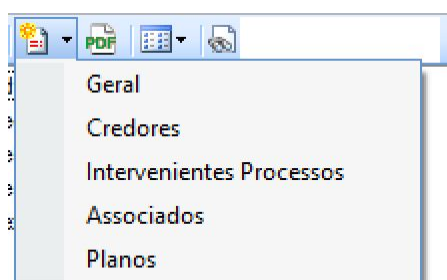 PDF
Geral
Credores
Intervenientes Processos
Associados
Planos